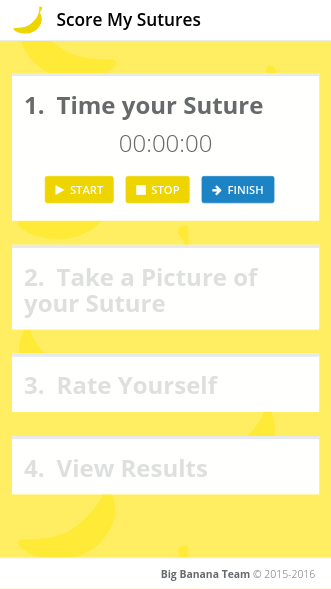 Score My Sutures
1. Time your Suture
00:00:00
START STOP FINISH
2. Take a Picture of
your Suture
3. Rate Yourself
4. View Results
Big Banana Team © 2015-2016